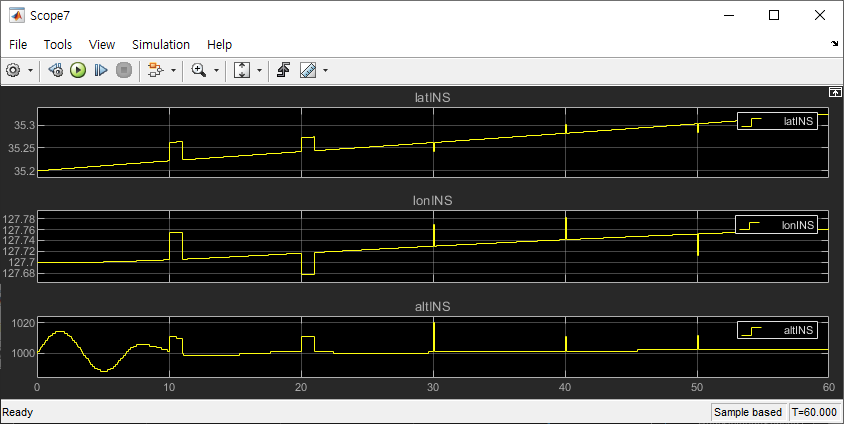 Scope7
File Tools View Simulation Help
latINS
35.3
35.25
35.2
latINS
lonINS
127.78
127.76
127.74
127.72
127.7
127.68
lonINS
altINS
1020
1000
altINS
0 10 20 30 40 50 60
Ready Sample based T=60.000